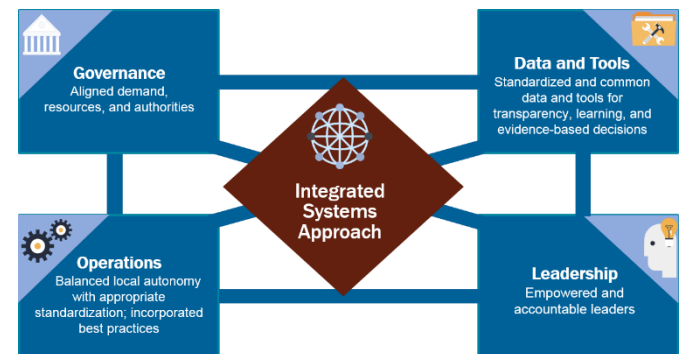 Governance
Aligned demand,
resources, and authorities
Data and Tools
Standardized and common
data and tools for
transparency, learning, and
evidence-based decisions
Integrated
Systems
Approach
Operations
Balanced local autonomy
with appropriate
standardization; incorporated
best practices
Leadership
Empowered and
accountable leaders